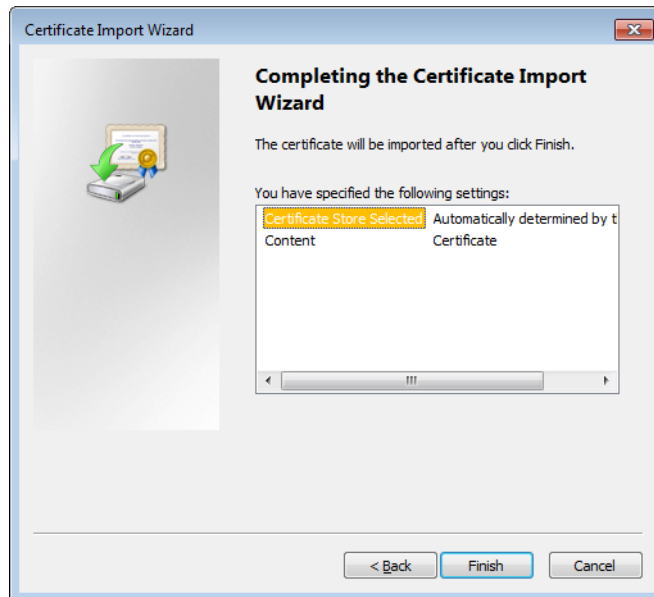 Certificate Import Wizard
Completing the Certificate Import
Wizard
The certificate will be imported after you click Finish.
You have specified the following settings:
Certificate Store Selected Automatically determined by t
Content Certificate
< Back Finish Cancel